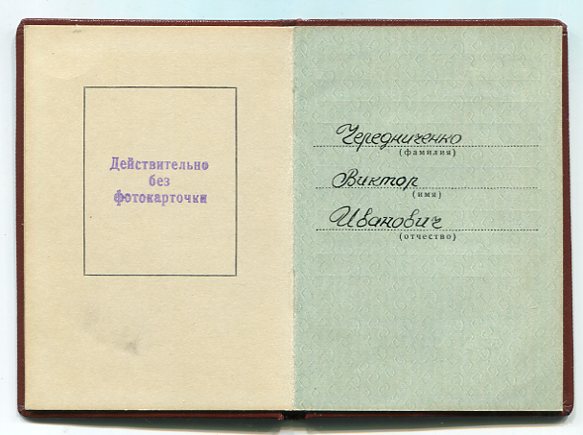 Действительно
без
фотокарточки
Чередниченко
(фамилия)
Виктор
(имя)
Иванович
(отчество)